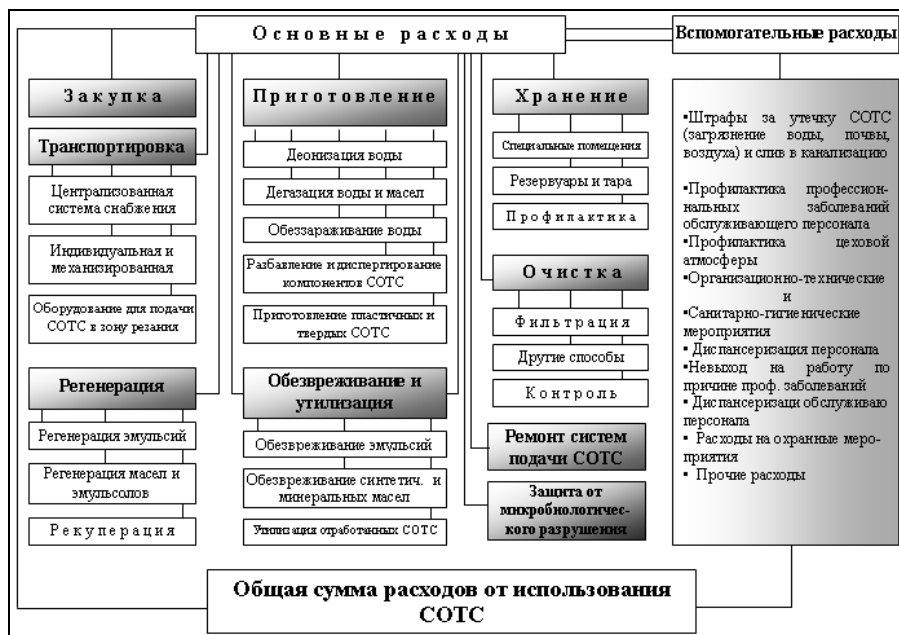 Основные расходы
Вспомогательные расходы
Закупка
Транспортировка
Централизованная
система снабжения
Индивидуальная и
механизированная
Оборудование для подачи
СОТС в зону резания
Регенерация
Регенерация эмульсий
Регенерация масел и
эмульсолов
Рекуперация
Приготовление
Деонизация воды
Дегазация воды и масел
Обеззараживание воды
Разбавление и диспергирование
компонентов СОТС
Приготовление пластичных и
твердых СОТС
Обезвреживание и
утилизация
Обезвреживание эмульсий
Обезвреживание синтетич. и
минеральных масел
Утилизация отработанных СОТС
Хранение
Специальные помещения
Резервуары и тара
Профилактика
Очистка
Фильтрация
Другие способы
Контроль
Ремонт систем
подачи СОТС
Защита от
микробнологичес-
кого разрушения
▪Штрафы за утечку СОТС
(загрязнение воды, почвы,
воздуха) и слив в канализацию
▪Профилактика профессион-
нальных заболеваний
обслуживающего персонала
▪Профилактика цеховой
атмосферы
▪Организационно-технические
и
▪Санитарно-гигиенические
мероприятия
▪ Диспансеризация персонала
▪Невыход на работу по
причине проф. заболеваний
▪ Диспансеризаци обслуживаю
персонала
▪ Расходы на охранные меро-
приятия
▪ Прочие расходы
Общая сумма расходов от использования
СОТС